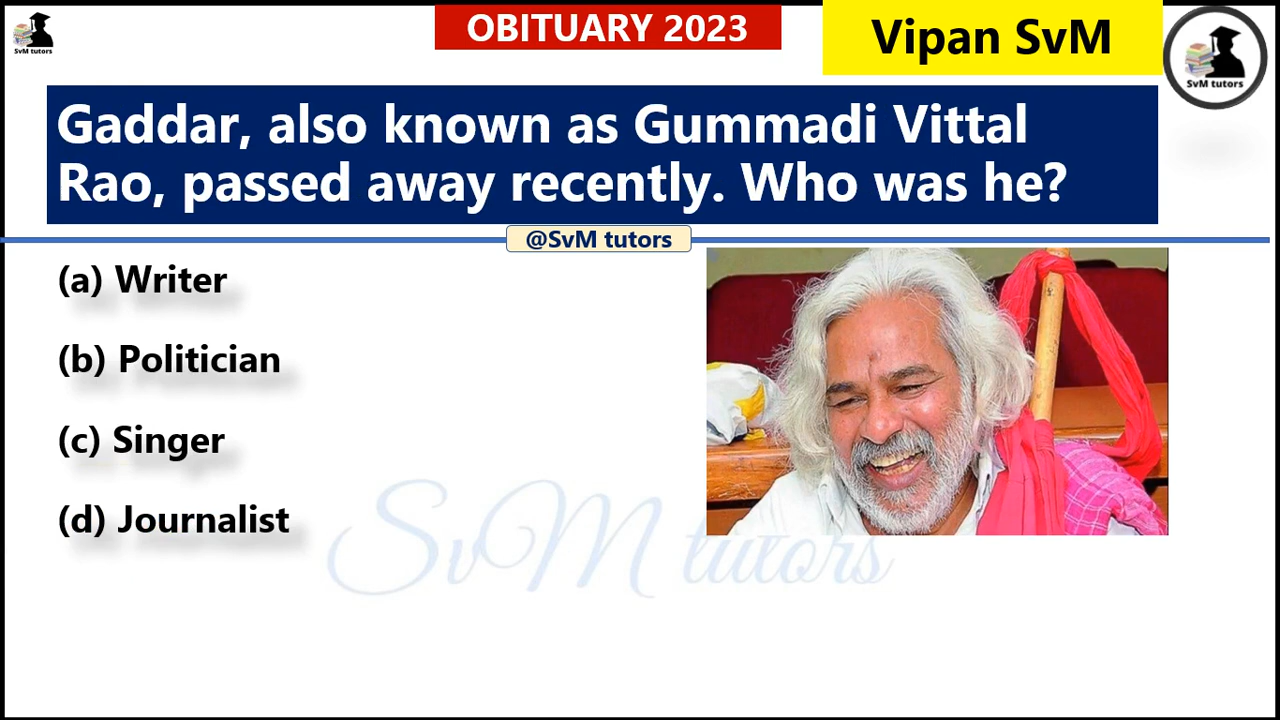 OBITUARY 2023
Vipan SvM
SvM tutors
SvM tutors
Gaddar, also known as Gummadi Vittal
Rao, passed away recently. Who was he?
@SvM tutors
(a) Writer
(b) Politician
(c) Singer
(d) Journalist
SvM tutors